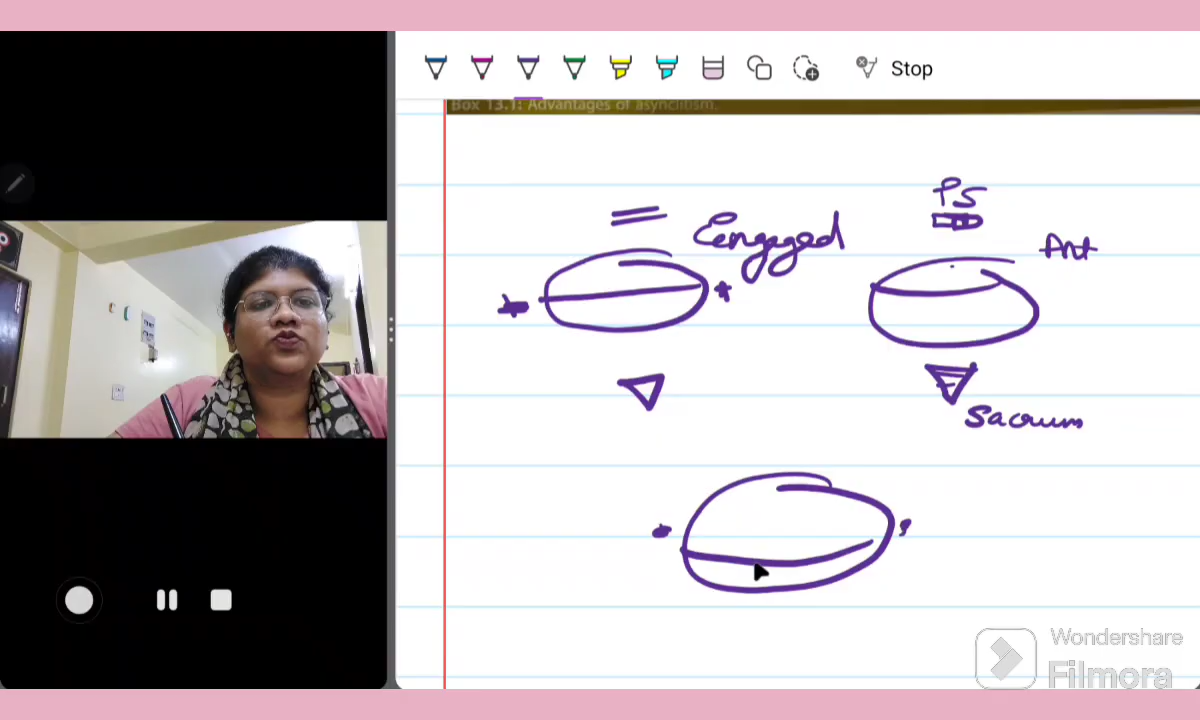 Stop
Box 13.1: Advantages of asynclitism.
PS
Engaged
Ant
Sacrum
Wondershare
Filmora